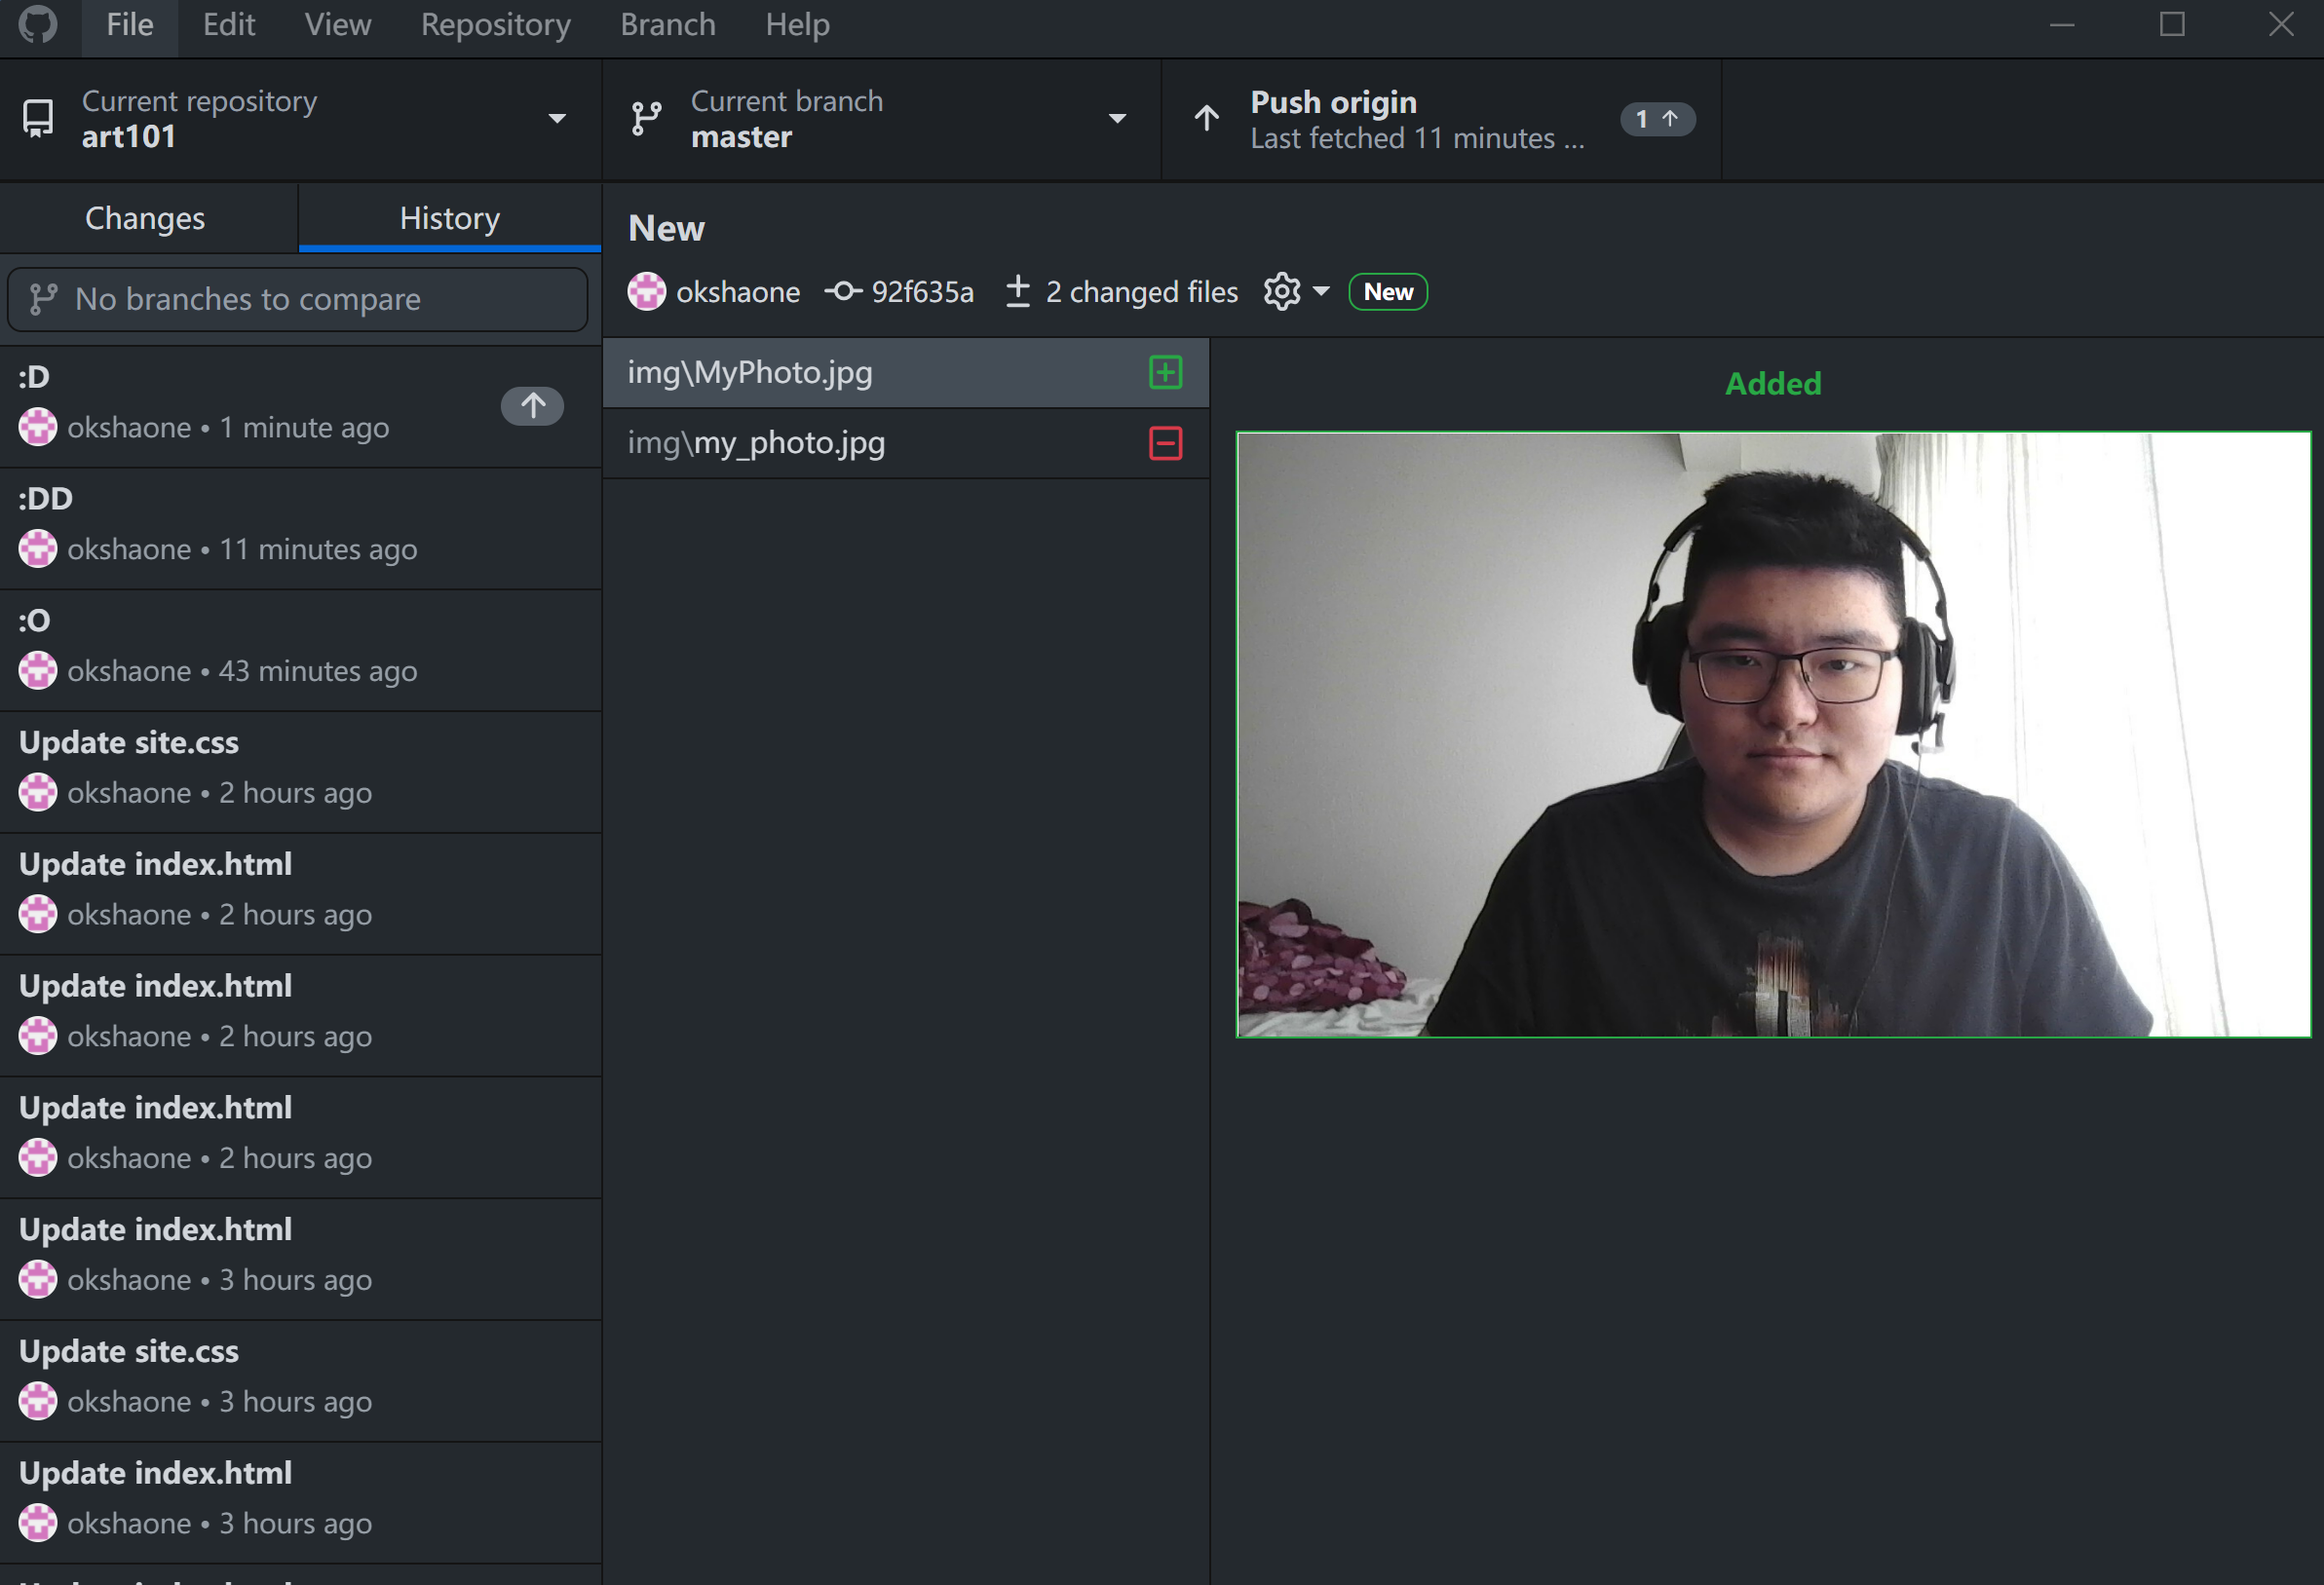 File Edit View Repository Branch Help
Current repository
art101
Current branch
master
Push origin
Last fetched 11 minutes ...
1
Changes
History
No branches to compare
:D
okshaone • 1 minute ago
:DD
okshaone • 11 minutes ago
:O
okshaone • 43 minutes ago
Update site.css
okshaone • 2 hours ago
Update index.html
okshaone • 2 hours ago
Update index.html
okshaone • 2 hours ago
Update index.html
okshaone • 2 hours ago
Update index.html
okshaone • 3 hours ago
Update site.css
okshaone • 3 hours ago
Update index.html
okshaone • 3 hours ago
New
okshaone 92f635a 2 changed files New
img\MyPhoto.jpg
img\my_photo.jpg
Added